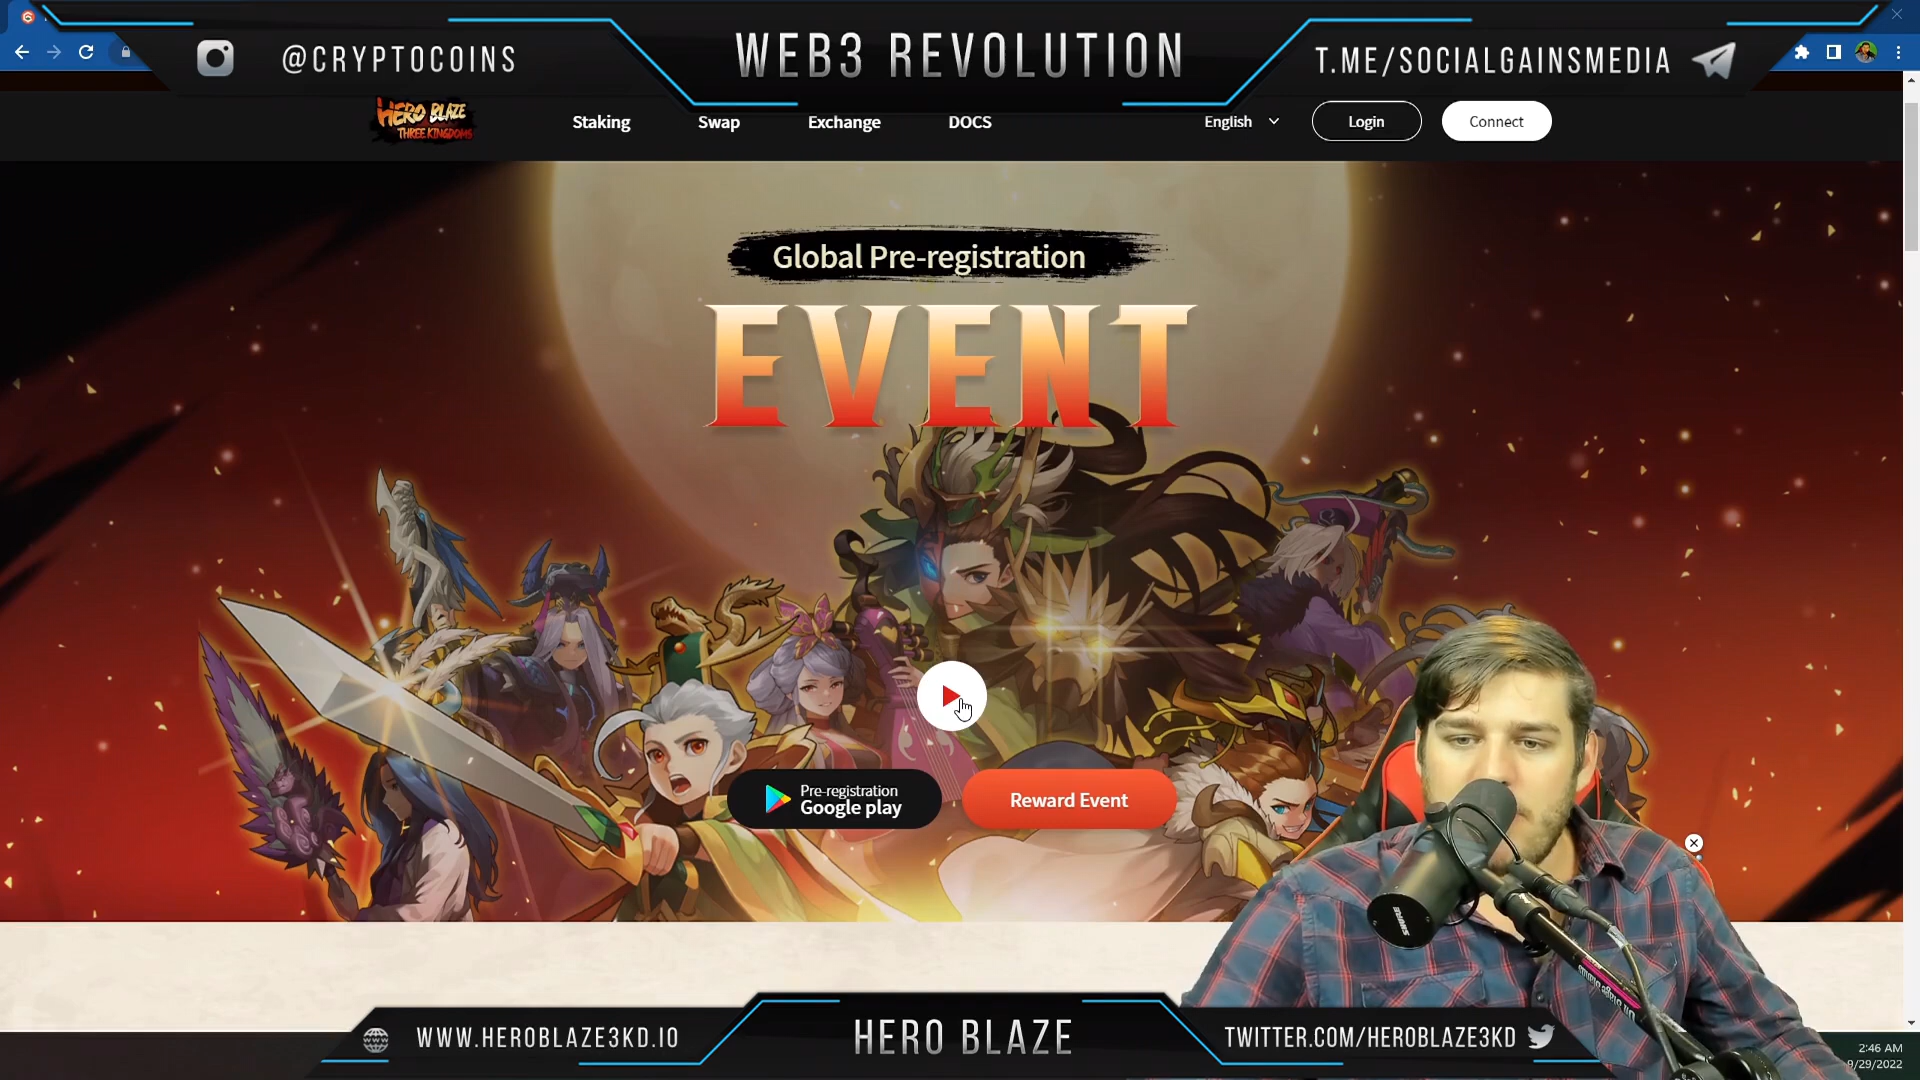 @CRYPTOCOINS
WEB3 REVOLUTION
T.ME/SOCIALGAINSMEDIA
HERO BLAZE
THREE KINGDOMS
Staking
Swap
Exchange
DOCS
English
Login
Connect
Global Pre-registration
EVENT
Pre-registration
Google play
Reward Event
SHURE
WWW.HEROBLAZE3KD.IO
HERO BLAZE
TWITTER.COM/HEROBLAZE3KD
2:46 AM
9/29/2022